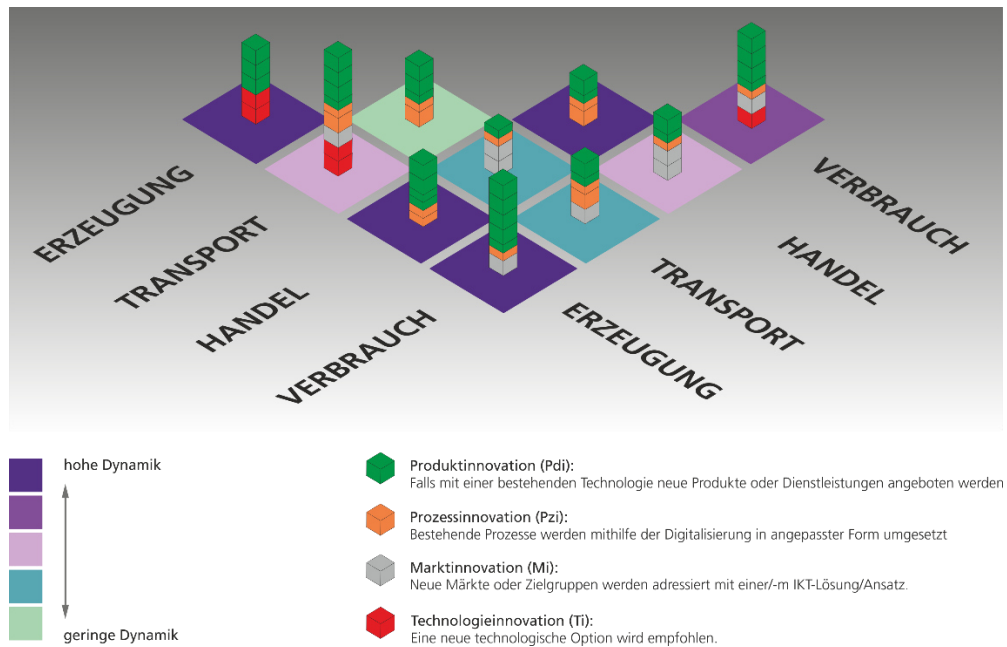 ERZEUGUNG
TRANSPORT
HANDEL
VERBRAUCH
ERZEUGUNG
TRANSPORT
HANDEL
VERBRAUCH
hohe Dynamik
geringe Dynamik
Produktinnovation (Pdi):
Falls mit einer bestehenden Technologie neue Produkte oder Dienstleistungen angeboten werden
Prozessinnovation (Pzi):
Bestehende Prozesse werden mithilfe der Digitalisierung in angepasster Form umgesetzt
Marktinnovation (Mi):
Neue Märkte oder Zielgruppen werden adressiert mit einer/-m IKT-Lösung/Ansatz.
Technologieinnovation (Ti):
Eine neue technologische Option wird empfohlen.